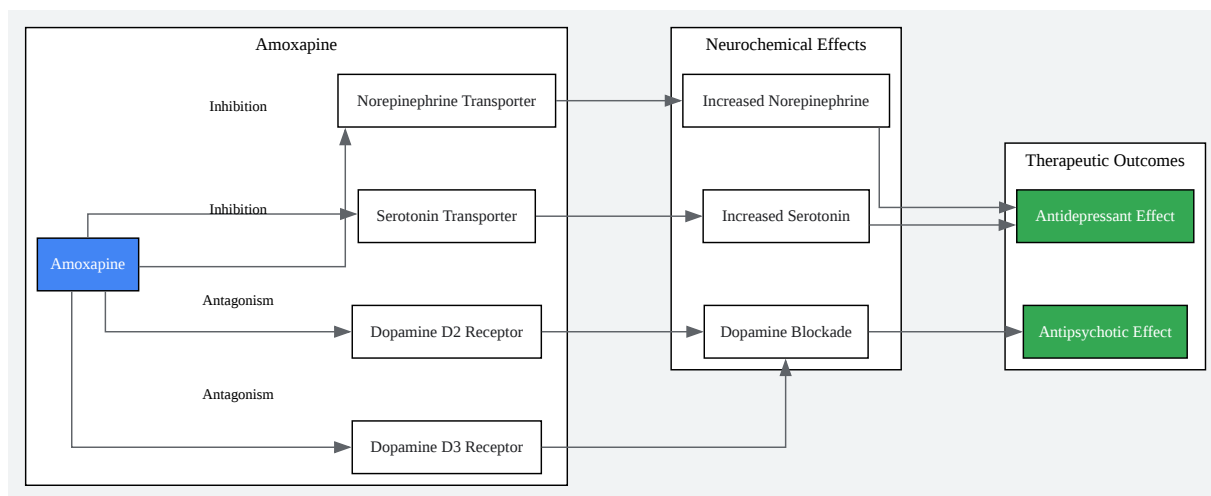 Amoxapine
Neurochemical Effects
Inhibition
Norepinephrine Transporter
Increased Norepinephrine
Therapeutic Outcomes
Inhibition
Serotonin Transporter
Increased Serotonin
Antidepressant Effect
Amoxapine
Antagonism
Dopamine D2 Receptor
Dopamine Blockade
Antipsychotic Effect
Antagonism
Dopamine D3 Receptor